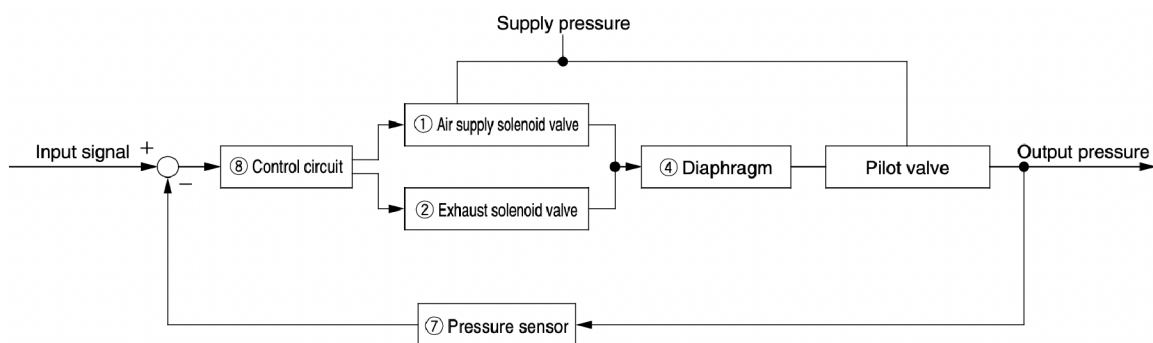 Supply pressure
① Air supply solenoid valve
Input signal
+
−
⑧ Control circuit
④ Diaphragm
Pilot valve
Output pressure
② Exhaust solenoid valve
⑦ Pressure sensor